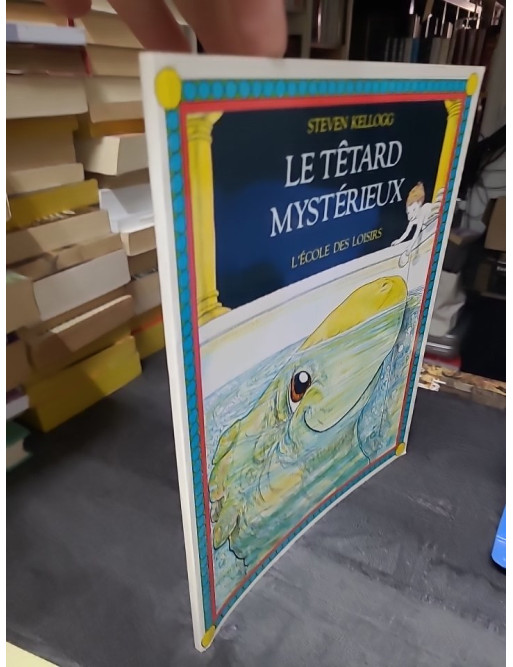 STEVEN KELLOGG
LE TÊTARD
MYSTÉRIEUX
L'ÉCOLE DES LOISIRS